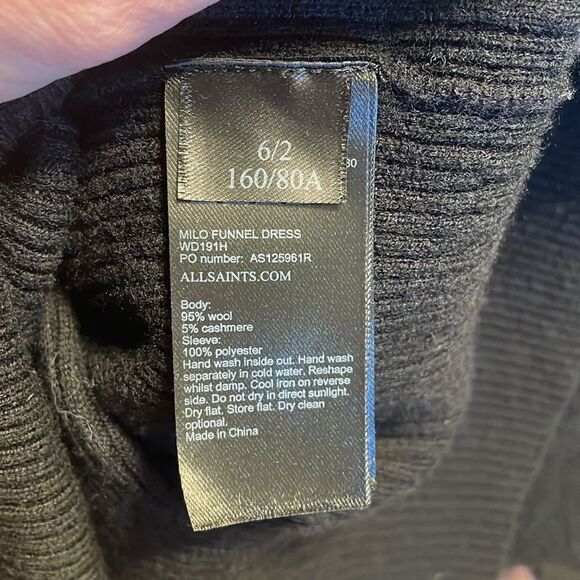 6/2
160/80A
80
MILO FUNNEL DRESS
WD191H
PO number: AS125961R
ALLSAINTS.COM
Body:
95% wool
5% cashmere
Sleeve:
100% polyester
Hand wash inside out. Hand wash
separately in cold water. Reshape
whilst damp. Cool iron on reverse
side. Do not dry in direct sunlight.
Dry flat. Store flat. Dry clean
optional.
Made in China